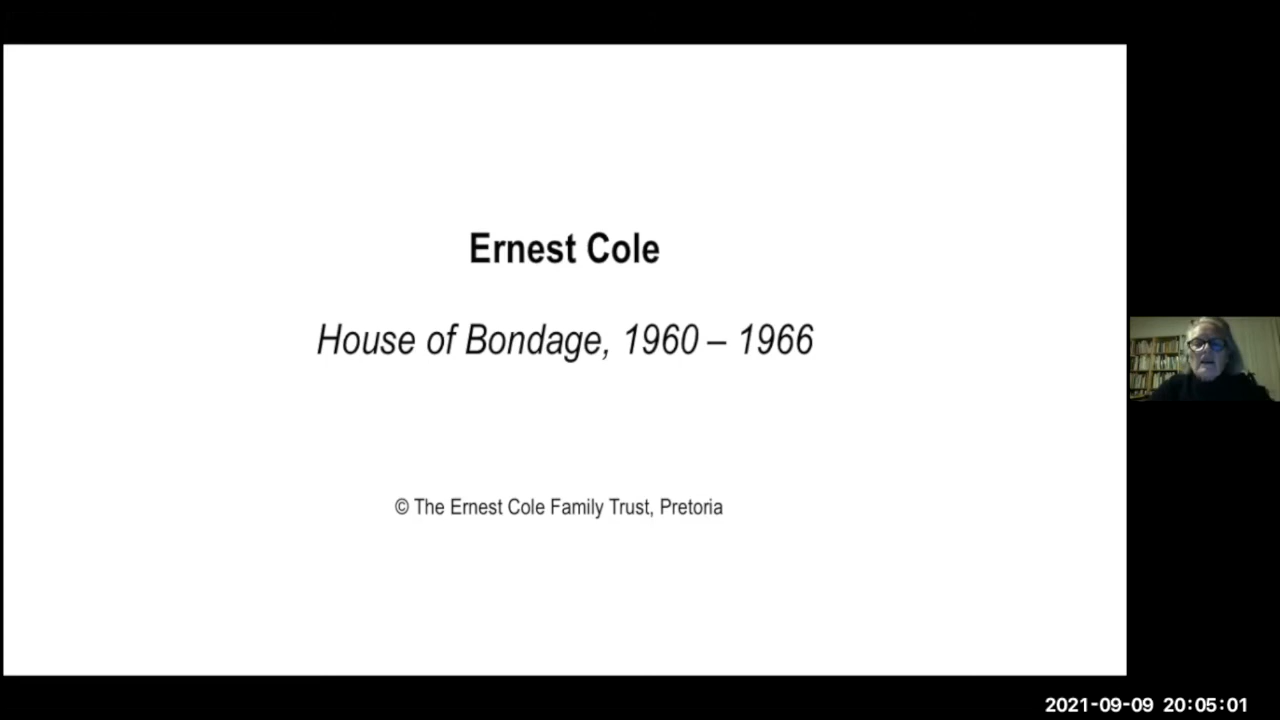 Ernest Cole
House of Bondage, 1960 – 1966
© The Ernest Cole Family Trust, Pretoria
2021-09-09 20:05:01